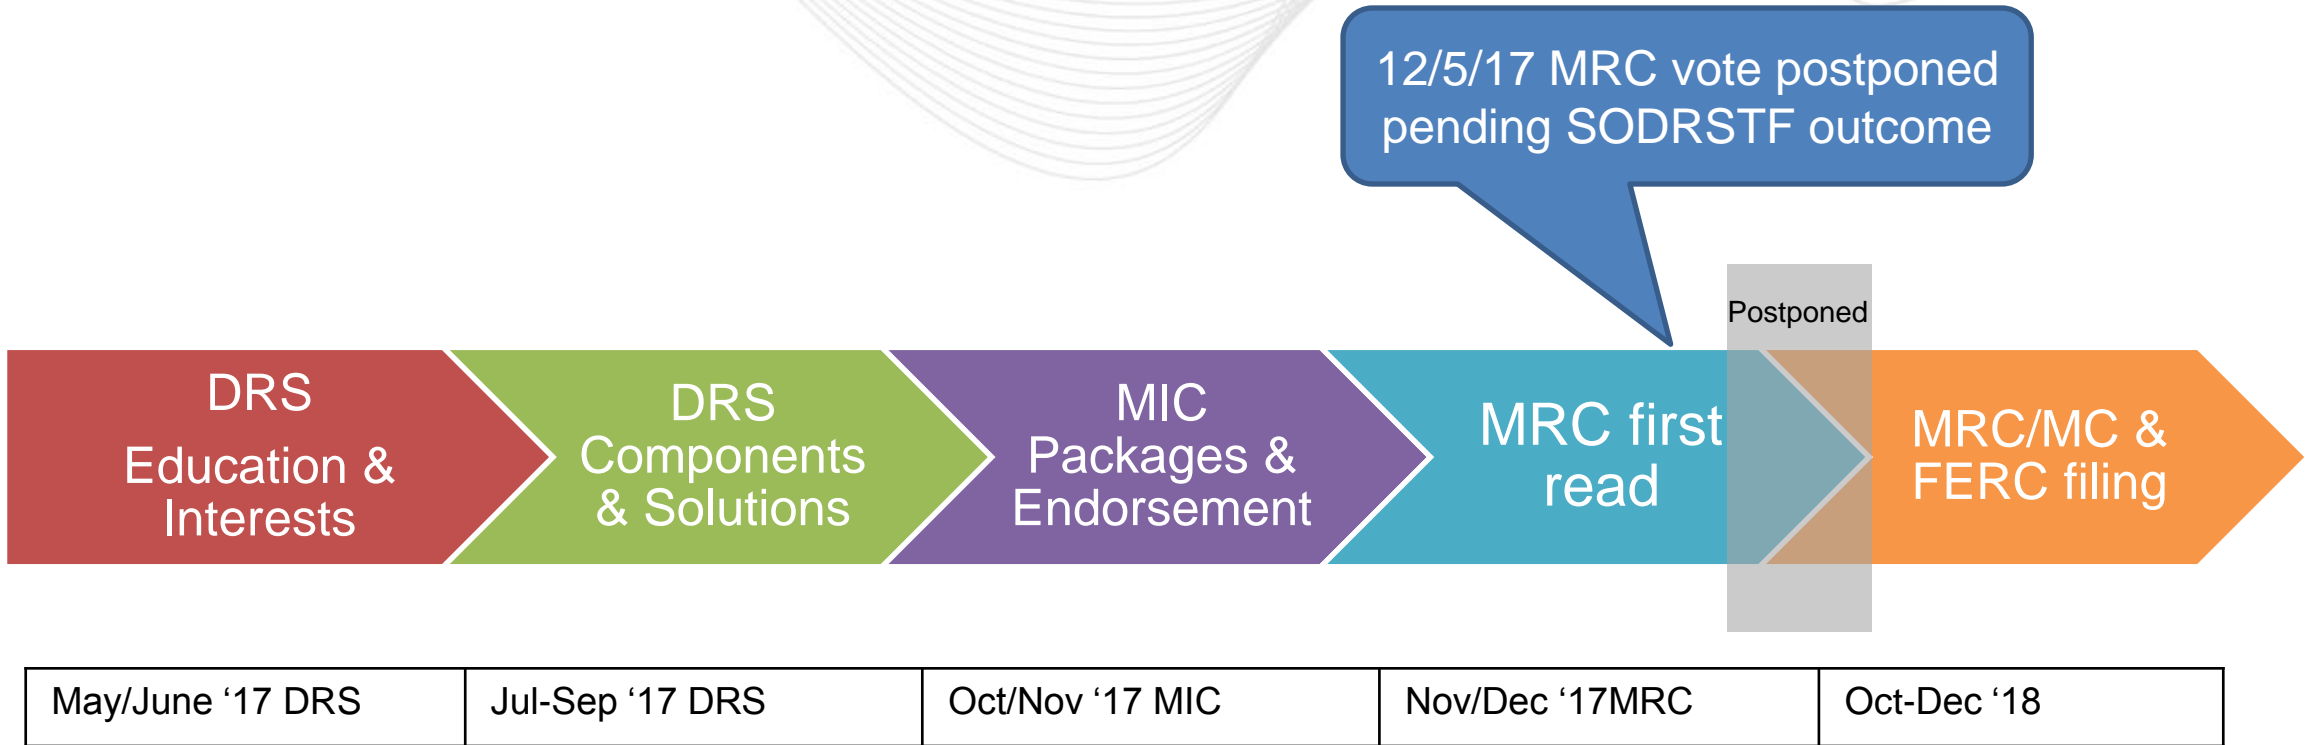 12/5/17 MRC vote postponed
pending SODRSTF outcome
Postponed
DRS
Education &
Interests
DRS
Components
& Solutions
MIC
Packages &
Endorsement
MRC first
read
MRC/MC &
FERC filing
May/June ‘17 DRS
Jul-Sep ‘17 DRS
Oct/Nov ‘17 MIC
Nov/Dec ‘17MRC
Oct-Dec ‘18